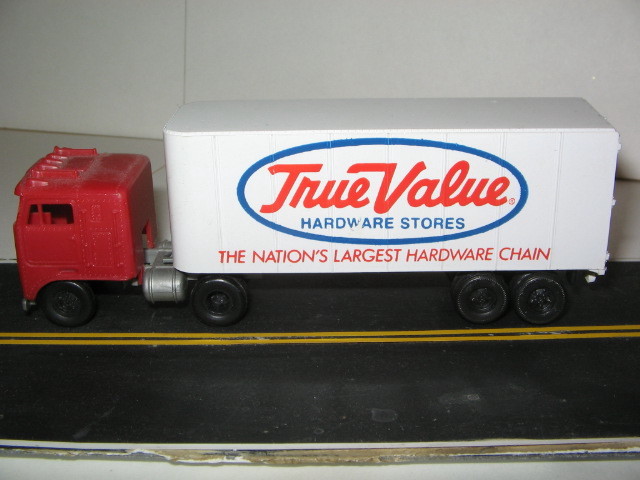 True Value®
HARDWARE STORES
THE NATION'S LARGEST HARDWARE CHAIN